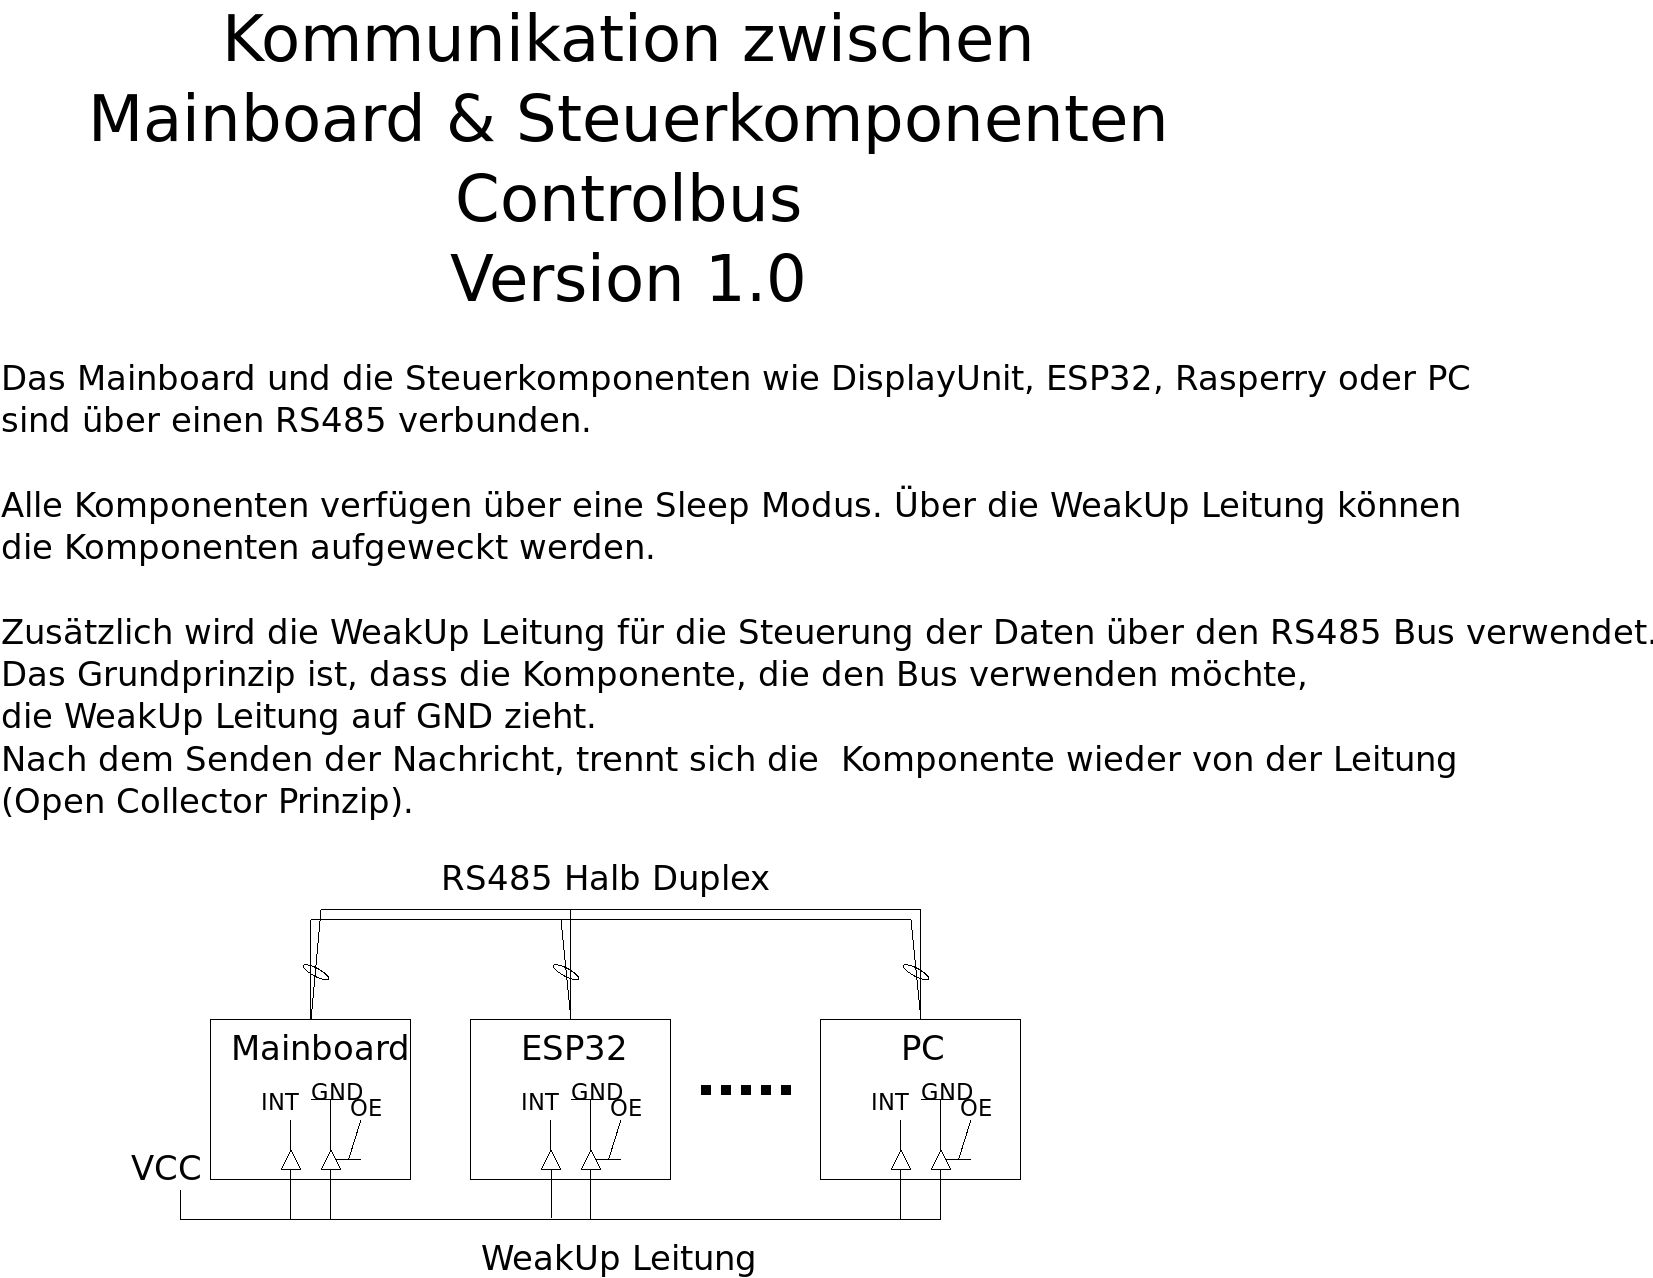 Kommunikation zwischen
Mainboard & Steuerkomponenten
Controlbus
Version 1.0
Das Mainboard und die Steuerkomponenten wie DisplayUnit, ESP32, Rasperry oder PC
sind über einen RS485 verbunden.
Alle Komponenten verfügen über eine Sleep Modus. Über die WeakUp Leitung können
die Komponenten aufgeweckt werden.
Zusätzlich wird die WeakUp Leitung für die Steuerung der Daten über den RS485 Bus verwendet.
Das Grundprinzip ist, dass die Komponente, die den Bus verwenden möchte,
die WeakUp Leitung auf GND zieht.
Nach dem Senden der Nachricht, trennt sich die  Komponente wieder von der Leitung
(Open Collector Prinzip).
RS485 Halb Duplex
Mainboard
INT
GND
OE
ESP32
INT
GND
OE
PC
INT
GND
OE
VCC
WeakUp Leitung